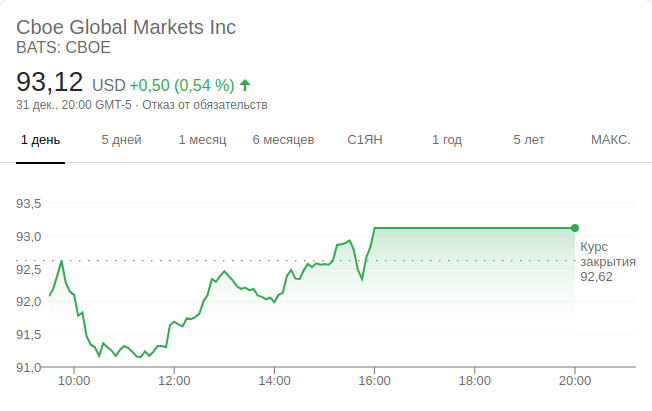 Cboe Global Markets Inc
BATS: CBOE
93,12 USD +0,50 (0,54 %)
31 дек., 20:00 GMT-5 · Отказ от обязательств
1 день 5 дней 1 месяц 6 месяцев С1ЯН 1 год 5 лет МАКС.
93,5
93,0
92,5
92,0
91,5
91,0
Курс
закрытия
92,62
10:00 12:00 14:00 16:00 18:00 20:00